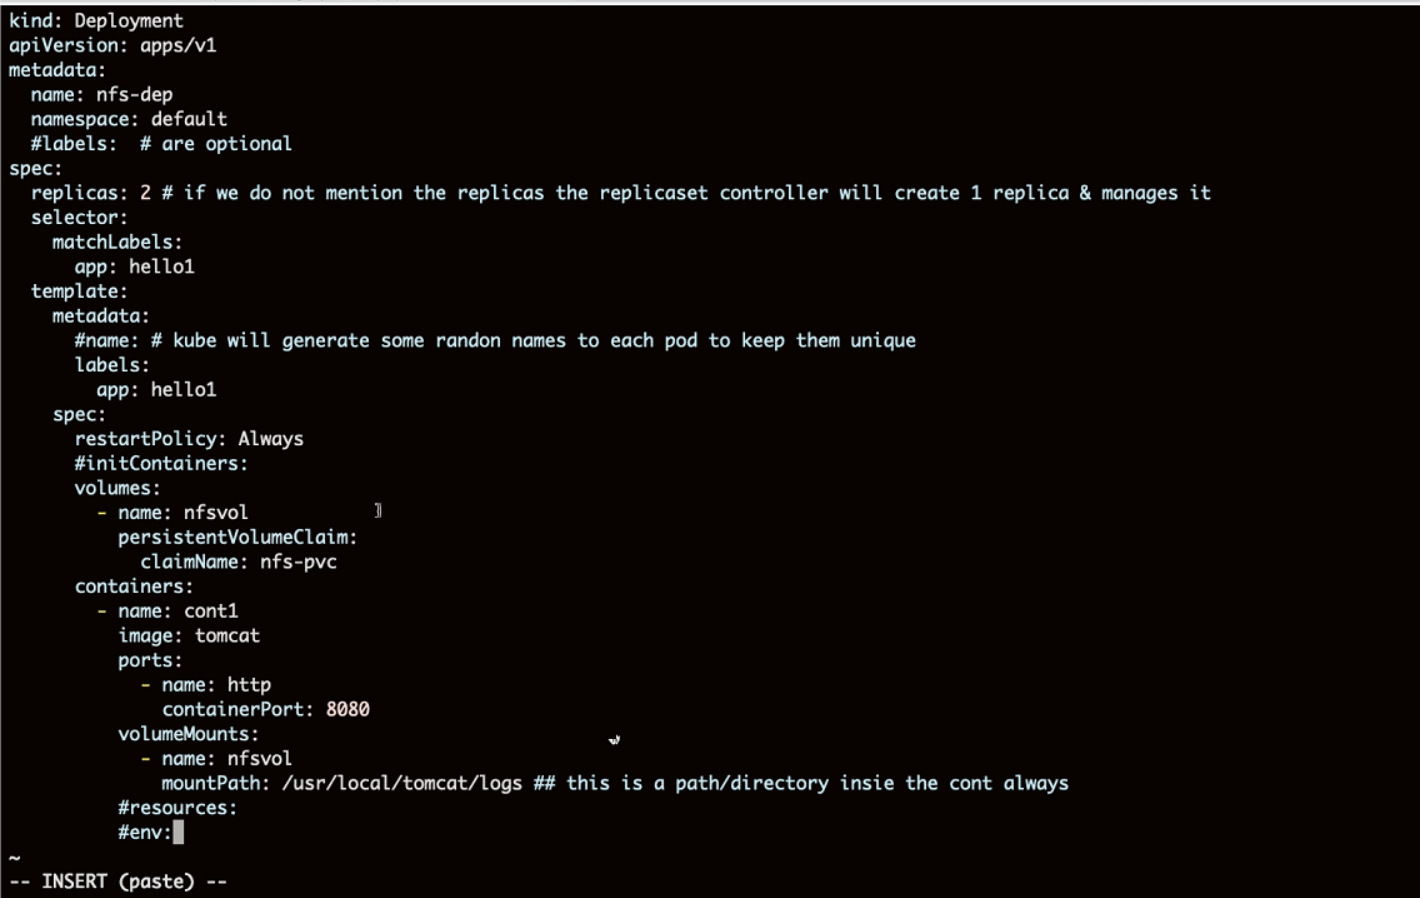 kind: Deployment
apiVersion: apps/v1
metadata:
  name: nfs-dep
  namespace: default
  #labels:  # are optional
spec:
  replicas: 2 # if we do not mention the replicas the replicaset controller will create 1 replica & manages it
  selector:
    matchLabels:
      app: hello1
  template:
    metadata:
      #name: # kube will generate some randon names to each pod to keep them unique
      labels:
        app: hello1
    spec:
      restartPolicy: Always
      #initContainers:
      volumes:
        - name: nfsvol
          persistentVolumeClaim:
            claimName: nfs-pvc
      containers:
        - name: cont1
          image: tomcat
          ports:
            - name: http
              containerPort: 8080
          volumeMounts:
            - name: nfsvol
              mountPath: /usr/local/tomcat/logs ## this is a path/directory insie the cont always
          #resources:
          #env:
~
-- INSERT (paste) --